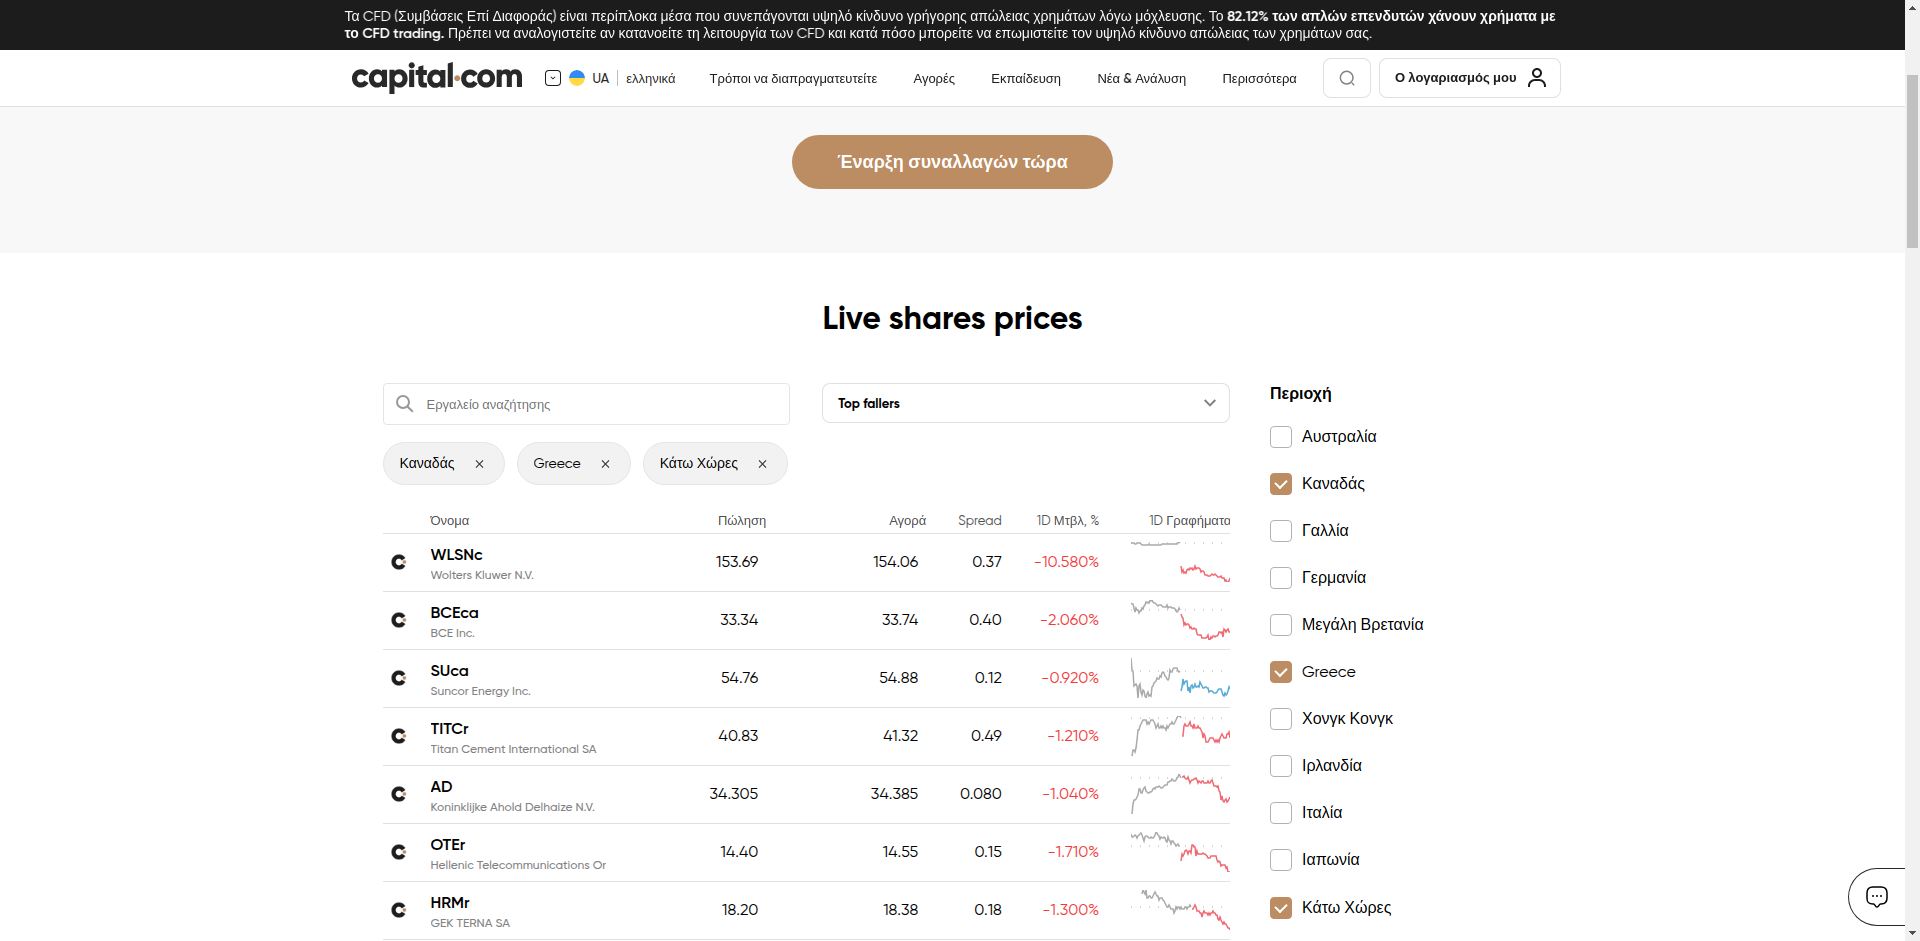 Τα CFD (Συμβάσεις Επί Διαφοράς) είναι περίπλοκα μέσα που συνεπάγονται υψηλό κίνδυνο γρήγορης απώλειας χρημάτων λόγω μόχλευσης. Το 82.12% των απλών επενδυτών χάνουν χρήματα με
το CFD trading. Πρέπει να αναλογιστείτε αν κατανοείτε τη λειτουργία των CFD και κατά πόσο μπορείτε να επωμιστείτε τον υψηλό κίνδυνο απώλειας των χρημάτων σας.
capital.com UA ελληνικά Τρόποι να διαπραγματευτείτε Αγορές Εκπαίδευση Νέα & Ανάλυση Περισσότερα Ο λογαριασμός μου
Έναρξη συναλλαγών τώρα
Live shares prices
Εργαλείο αναζήτησης Top fallers
Καναδάς Greece Κάτω Χώρες
Όνομα Πώληση Αγορά Spread 1D Μτβλ, % 1D Γραφήματα
WLSNc 153.69 154.06 0.37 -10.580%
Wolters Kluwer N.V.
BCEca 33.34 33.74 0.40 -2.060%
BCE Inc.
SUca 54.76 54.88 0.12 -0.920%
Suncor Energy Inc.
TITCr 40.83 41.32 0.49 -1.210%
Titan Cement International SA
AD 34.305 34.385 0.080 -1.040%
Koninklijke Ahold Delhaize N.V.
OTEr 14.40 14.55 0.15 -1.710%
Hellenic Telecommunications Or
HRMr 18.20 18.38 0.18 -1.300%
GEK TERNA SA
Περιοχή
Αυστραλία
Καναδάς
Γαλλία
Γερμανία
Μεγάλη Βρετανία
Greece
Χονγκ Κονγκ
Ιρλανδία
Ιταλία
Ιαπωνία
Κάτω Χώρες